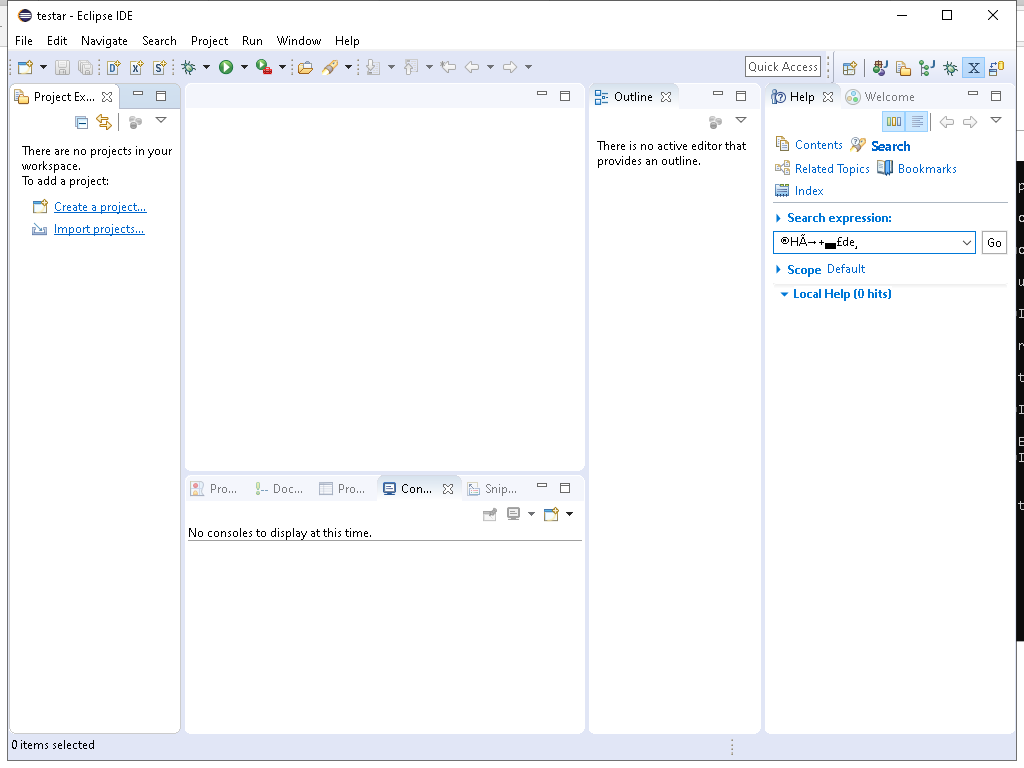 testar - Eclipse IDE
File Edit Navigate Search Project Run Window Help
Quick Access
Project Ex...
There are no projects in your
workspace.
To add a project:
Create a project...
Import projects...
Outline
There is no active editor that
provides an outline.
Help Welcome
Contents Search
Related Topics Bookmarks
Index
Search expression:
Go
Scope Default
Local Help (0 hits)
Pro... Doc... Pro... Con... Snip...
No consoles to display at this time.
0 items selected